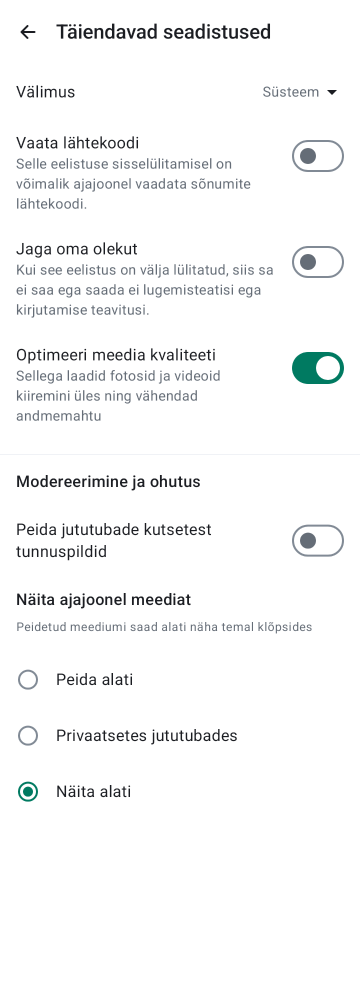 Täiendavad seadistused
Välimus
Süsteem
Vaata lähtekoodi
Selle eelistuse sisselülitamisel on
võimalik ajajoonel vaadata sõnumite
lähtekoodi.
Jaga oma olekut
Kui see eelistus on välja lülitatud, siis sa
ei saa ega saada ei lugemisteatisi ega
kirjutamise teavitusi.
Optimeeri meedia kvaliteeti
Sellega laadid fotosid ja videoid
kiiremini üles ning vähendad
andmemahtu
Modereerimine ja ohutus
Peida jututubade kutsetest
tunnuspildid
Näita ajajoonel meediat
Peidetud meediumi saad alati näha temal klõpsides
Peida alati
Privaatsetes jututubades
Näita alati